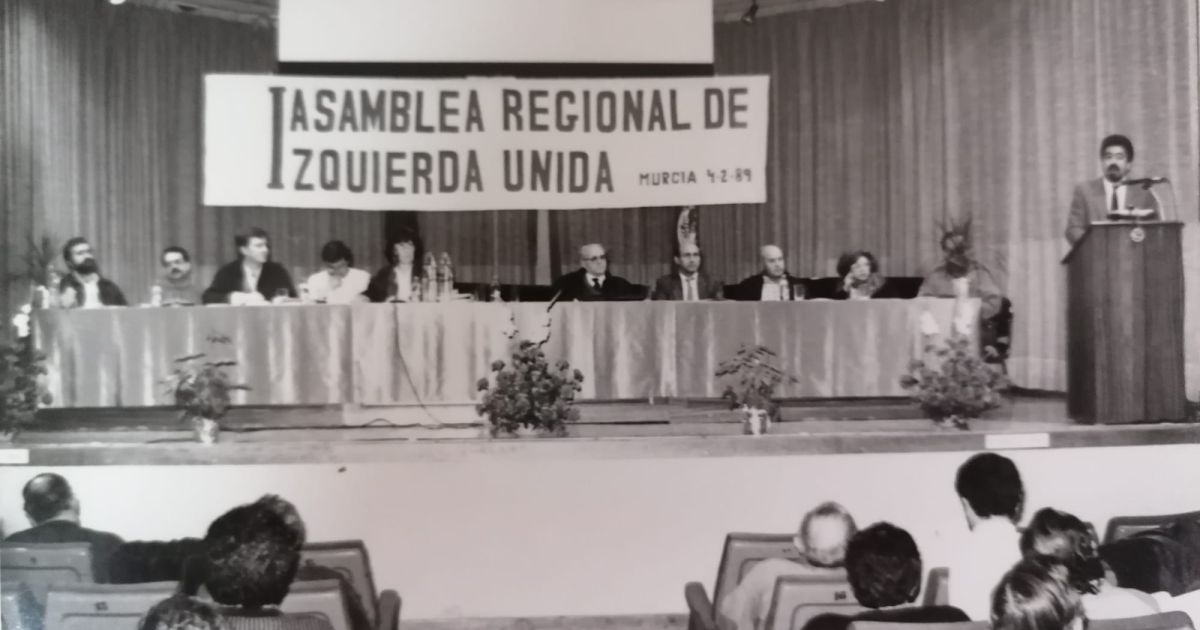 I ASAMBLEA REGIONAL DE
IZQUIERDA UNIDA MURCIA 4-2-89